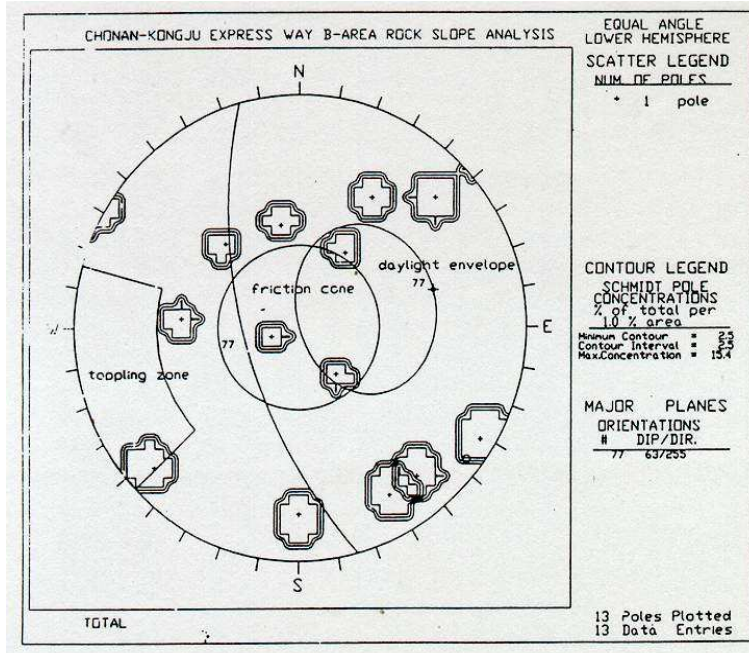 CHONAN-KONGJU EXPRESS WAY B-AREA ROCK SLOPE ANALYSIS
N
daylight envelope
77
friction cone
77
W
E
toppling zone
S
TOTAL
EQUAL ANGLE
LOWER HEMISPHERE
SCATTER LEGEND
NUM. OF POLES
+ 1 pole
CONTOUR LEGEND
SCHMIDT POLE
CONCENTRATIONS
% of total per
1.0 % area
Minimum Contour = 2.5
Contour Interval = 2.5
Max.Concentration = 15.4
MAJOR PLANES
ORIENTATIONS
# DIP/DIR.
77 63/255
13 Poles Plotted
13 Data Entries